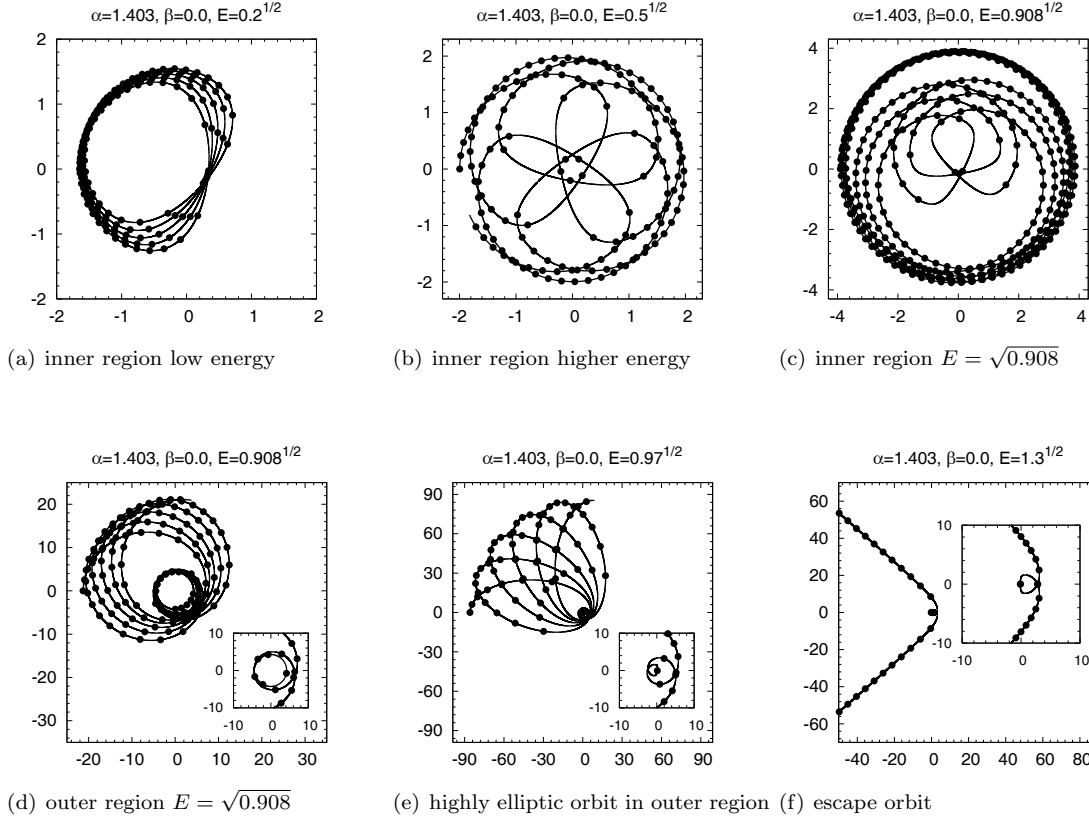 α=1.403, β=0.0, E=0.2^{1/2}
2
1
0
-1
-2
-2 -1 0 1 2
(a) inner region low energy
α=1.403, β=0.0, E=0.5^{1/2}
2
1
0
-1
-2
-2 -1 0 1 2
(b) inner region higher energy
α=1.403, β=0.0, E=0.908^{1/2}
4
2
0
-2
-4
-4 -2 0 2 4
(c) inner region E = √0.908
α=1.403, β=0.0, E=0.908^{1/2}
20
10
0
-10
-20
-30
-20 -10 0 10 20 30
10
0
-10
-10 0 10
(d) outer region E = √0.908
α=1.403, β=0.0, E=0.97^{1/2}
90
60
30
0
-30
-60
-90
-90 -60 -30 0 30 60 90
10
0
-10
-10 0 10
(e) highly elliptic orbit in outer region
α=1.403, β=0.0, E=1.3^{1/2}
60
40
20
0
-20
-40
-60
-40 -20 0 20 40 60 80
10
0
-10
-10 0 10
(f) escape orbit